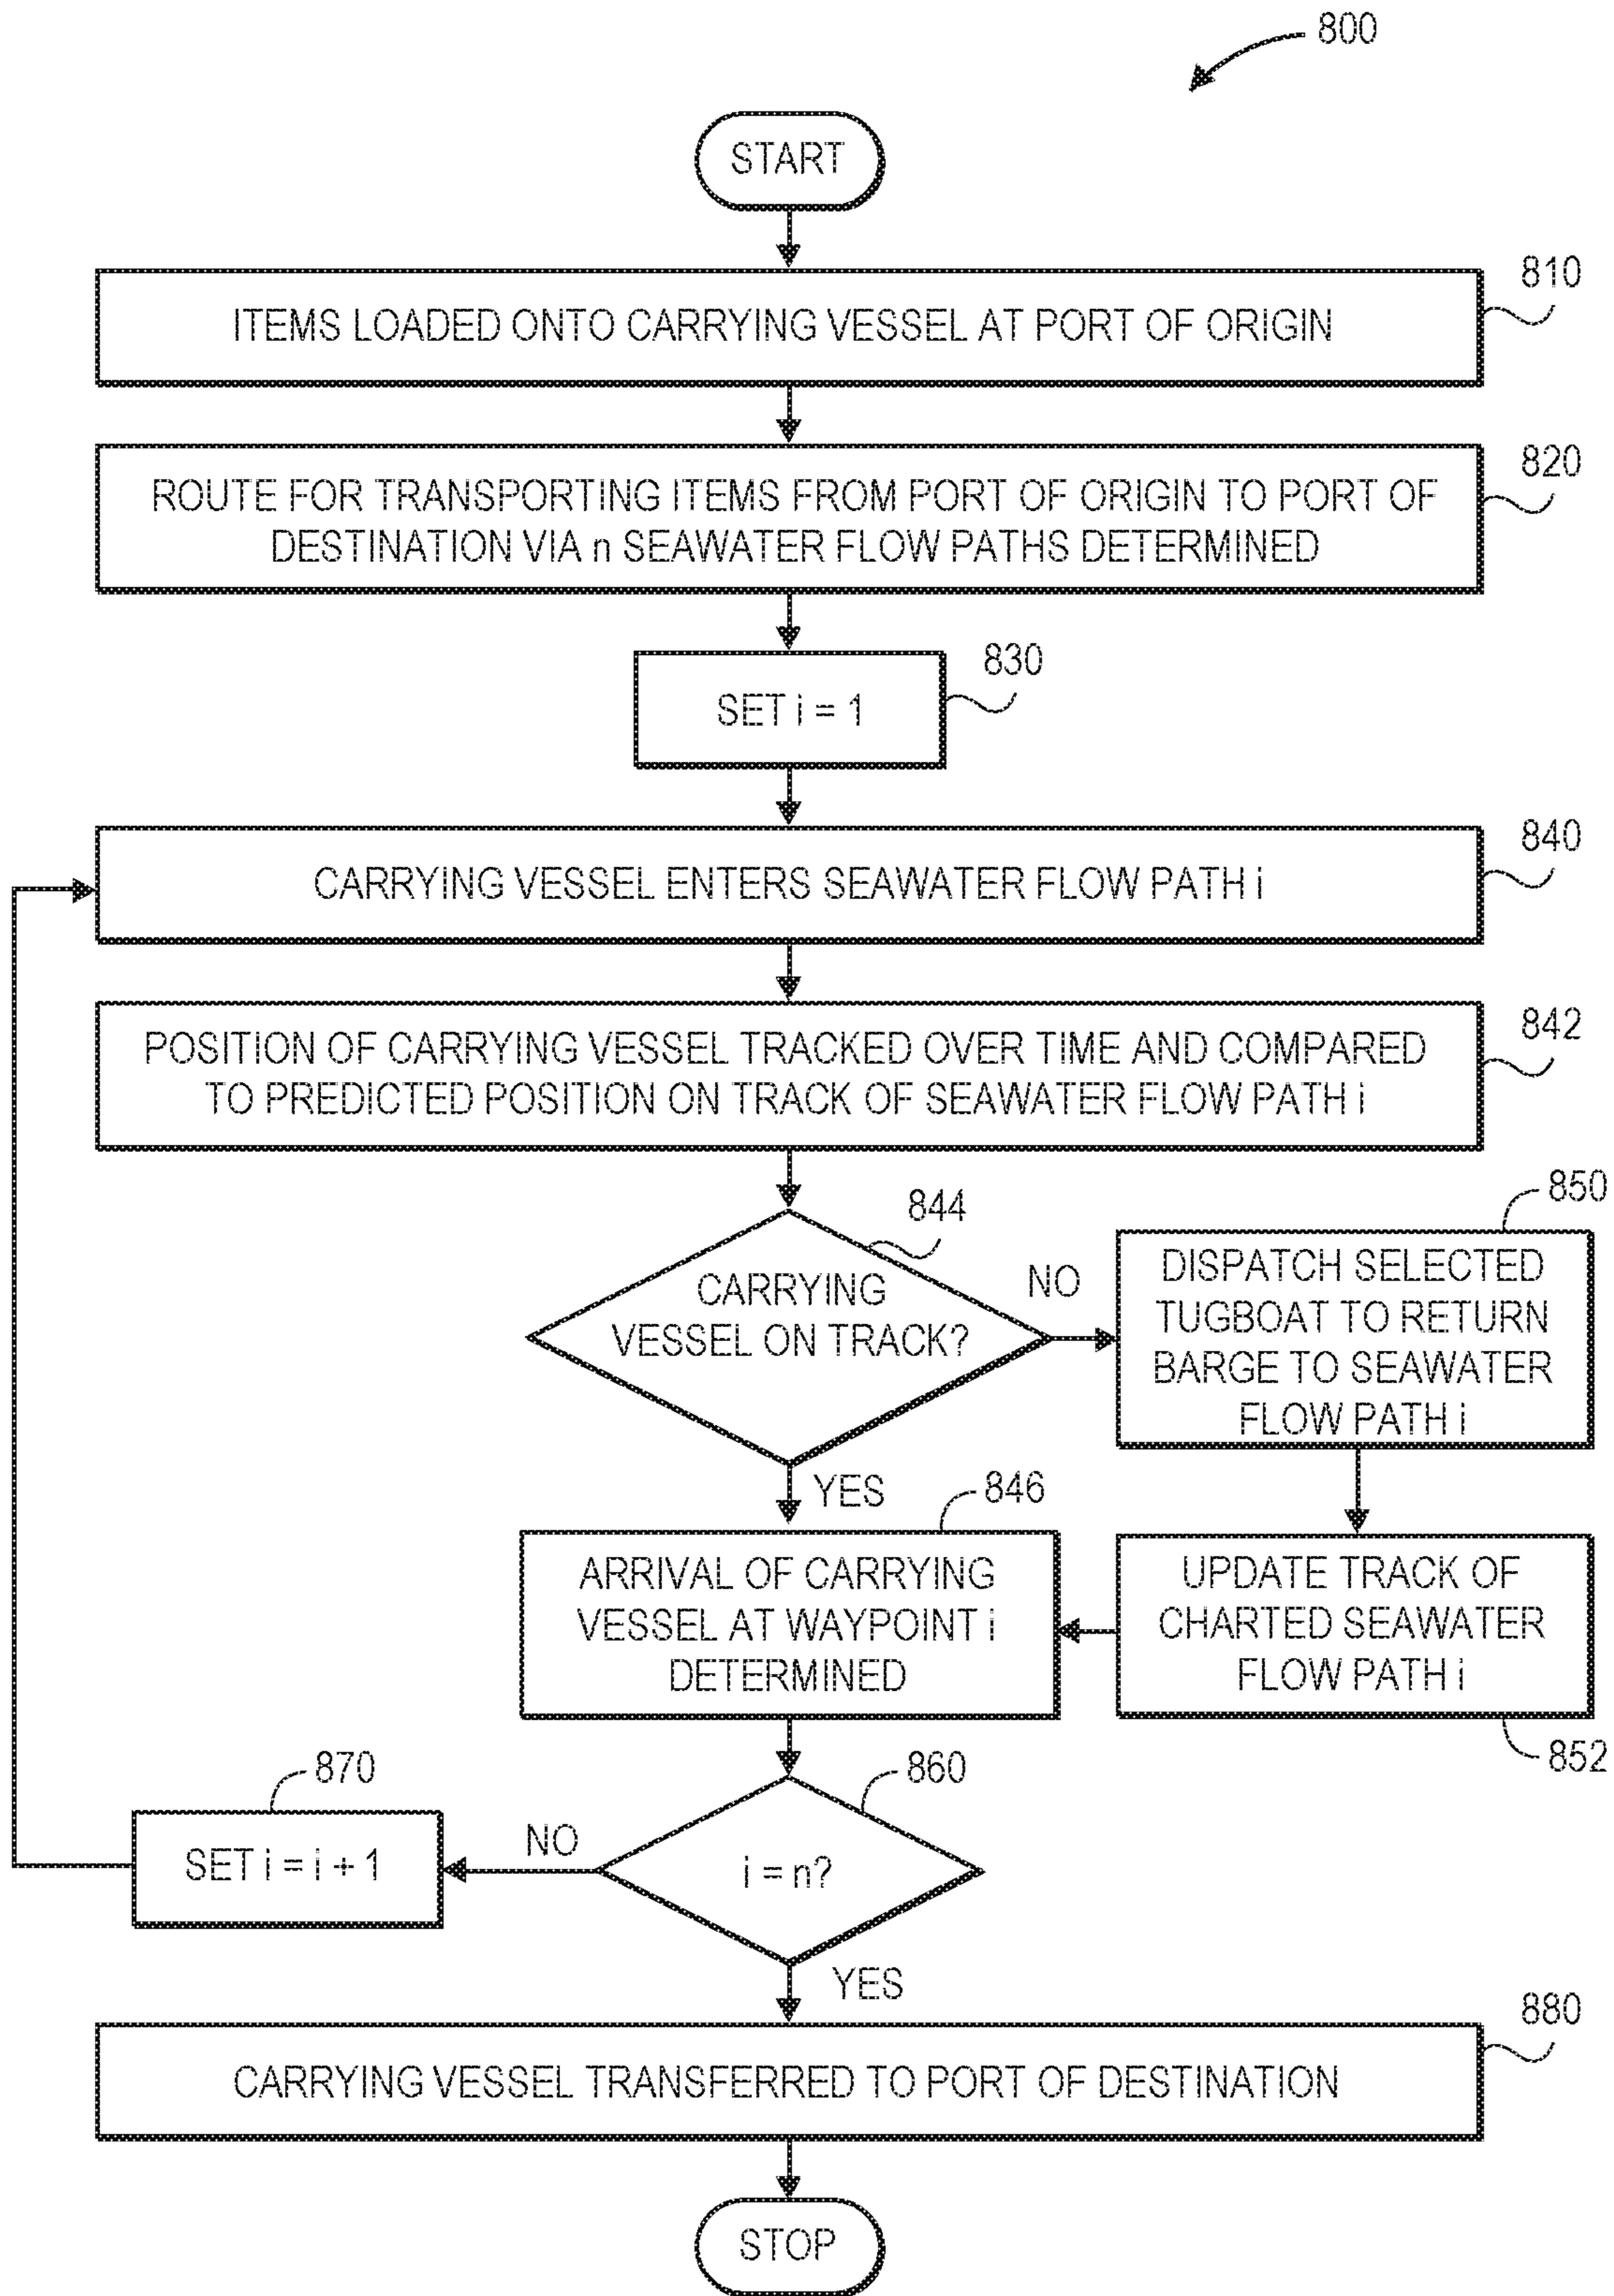 800
START
810
ITEMS LOADED ONTO CARRYING VESSEL AT PORT OF ORIGIN
820
ROUTE FOR TRANSPORTING ITEMS FROM PORT OF ORIGIN TO PORT OF
DESTINATION VIA n SEAWATER FLOW PATHS DETERMINED
830
SET i = 1
840
CARRYING VESSEL ENTERS SEAWATER FLOW PATH i
842
POSITION OF CARRYING VESSEL TRACKED OVER TIME AND COMPARED
TO PREDICTED POSITION ON TRACK OF SEAWATER FLOW PATH i
844
CARRYING
VESSEL ON TRACK?
NO
850
DISPATCH SELECTED
TUGBOAT TO RETURN
BARGE TO SEAWATER
FLOW PATH i
YES
846
ARRIVAL OF CARRYING
VESSEL AT WAYPOINT i
DETERMINED
UPDATE TRACK OF
CHARTED SEAWATER
FLOW PATH i
852
860
i = n?
NO
870
SET i = i + 1
YES
880
CARRYING VESSEL TRANSFERRED TO PORT OF DESTINATION
STOP